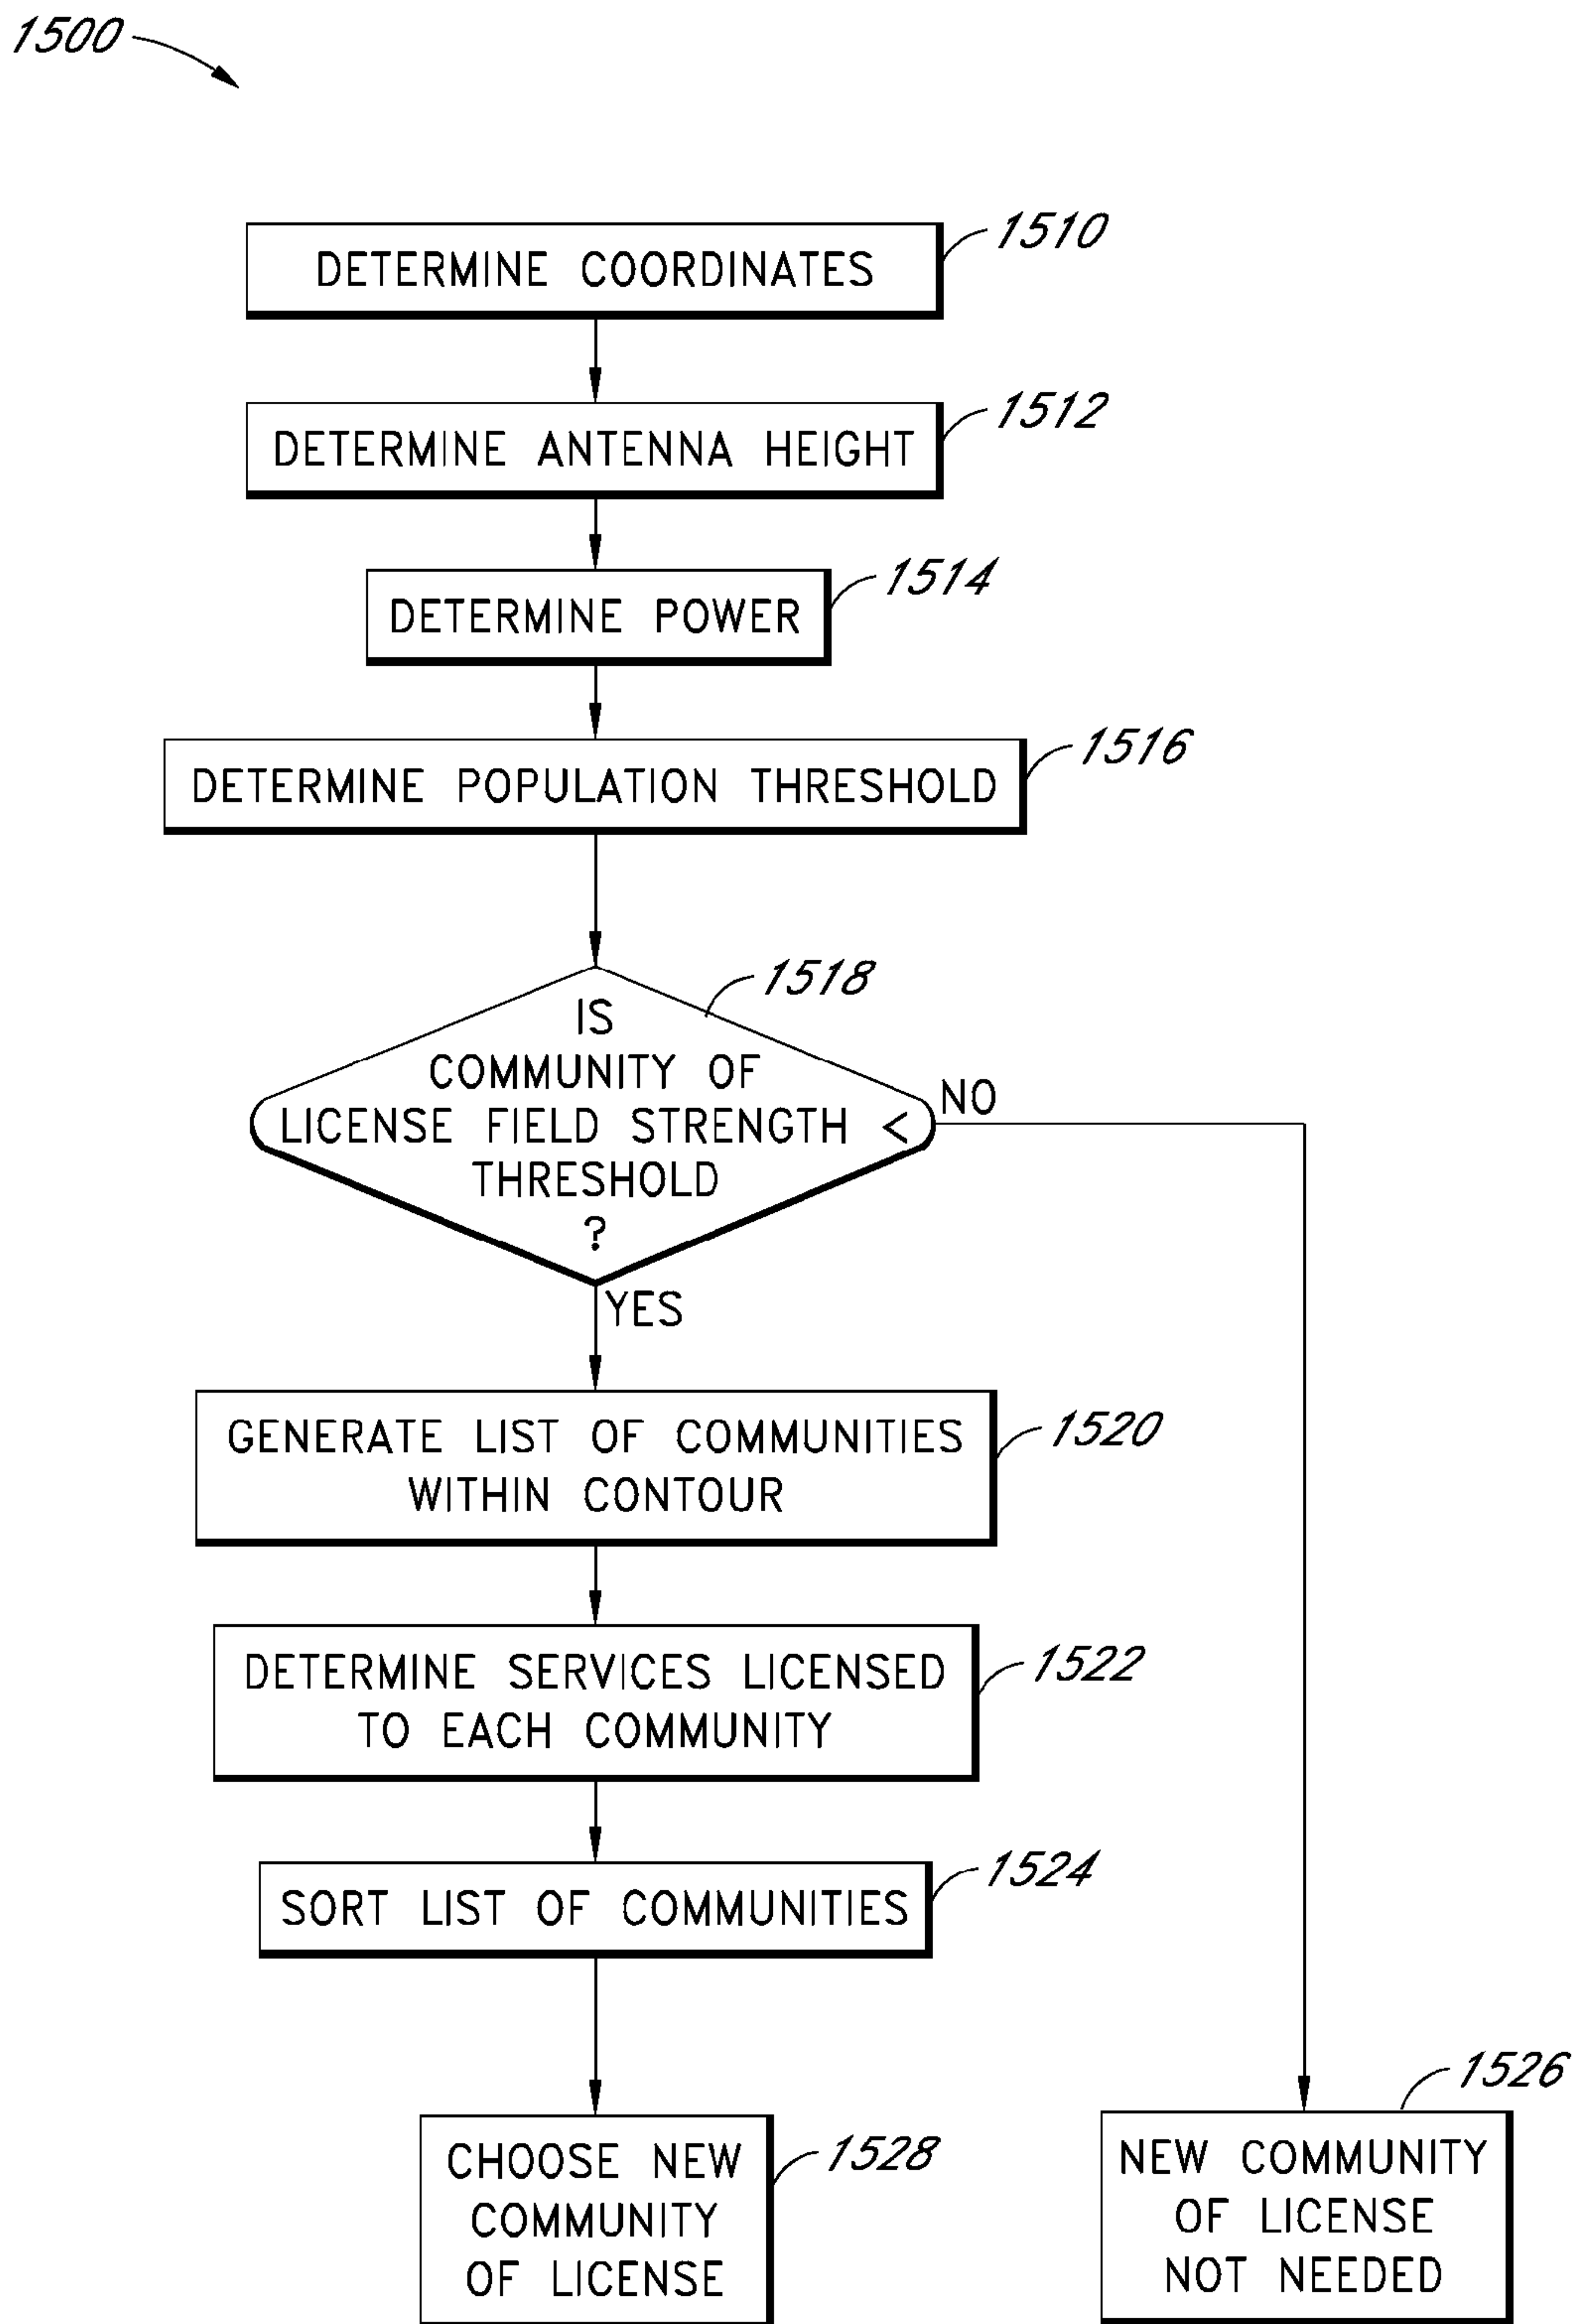 1500
DETERMINE COORDINATES
1510
DETERMINE ANTENNA HEIGHT
1512
DETERMINE POWER
1514
DETERMINE POPULATION THRESHOLD
1516
1518
IS
COMMUNITY OF
LICENSE FIELD STRENGTH <
THRESHOLD
?
NO
YES
GENERATE LIST OF COMMUNITIES
WITHIN CONTOUR
1520
DETERMINE SERVICES LICENSED
TO EACH COMMUNITY
1522
SORT LIST OF COMMUNITIES
1524
CHOOSE NEW
COMMUNITY
OF LICENSE
1528
1526
NEW COMMUNITY
OF LICENSE
NOT NEEDED